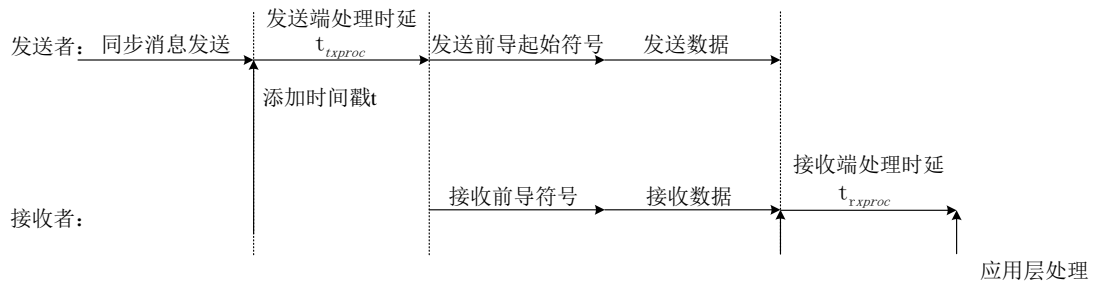 发送端处理时延
发送者：
同步消息发送
t_txproc
发送前导起始符号
发送数据
添加时间戳t
接收端处理时延
接收前导符号
接收数据
t_rxproc
接收者：
应用层处理